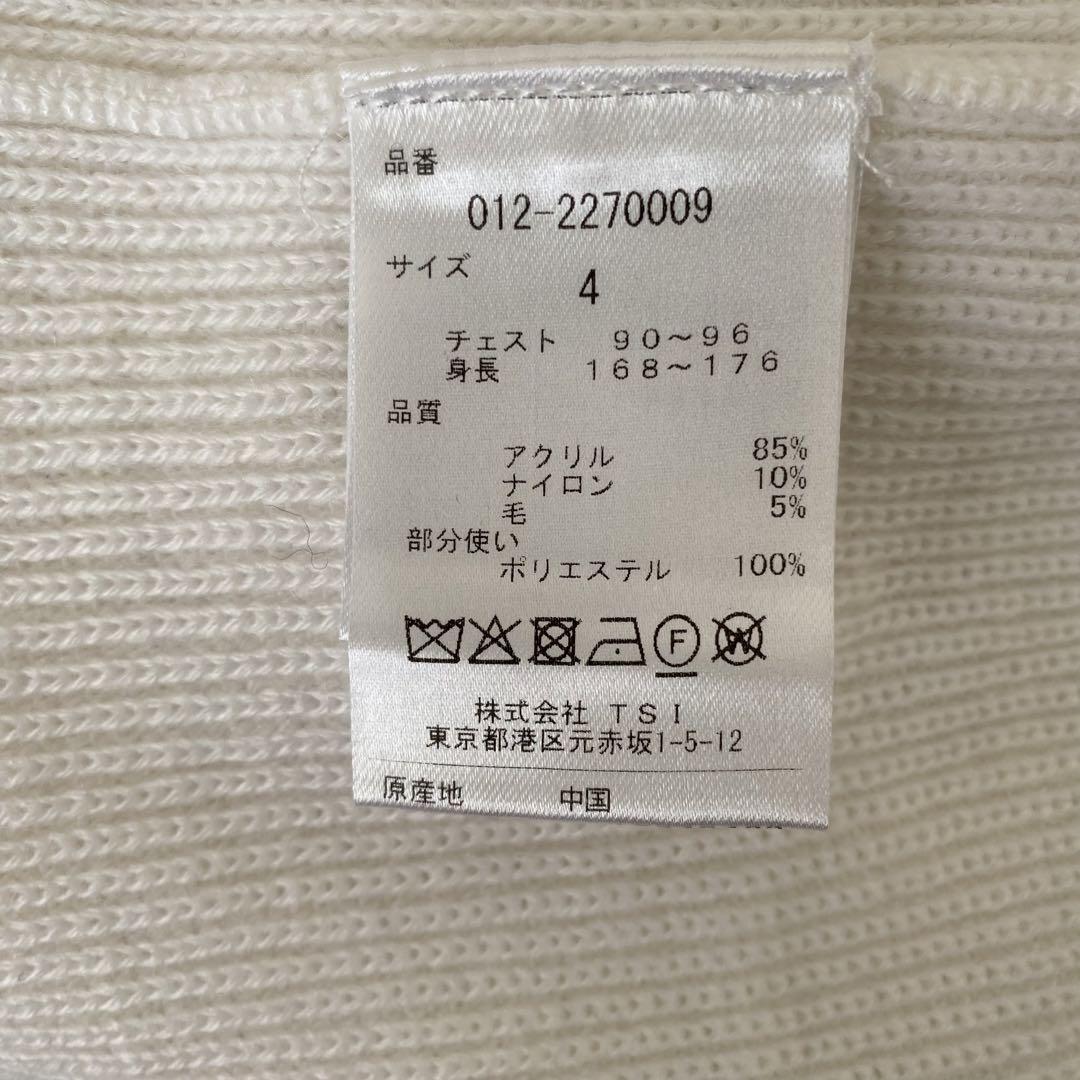 品番
012-2270009
サイズ
4
チェスト 90～96
身長 168～176
品質
アクリル 85%
ナイロン 10%
毛 5%
部分使い
ポリエステル 100%
F W
株式会社 TSI
東京都港区元赤坂1-5-12
原産地 中国